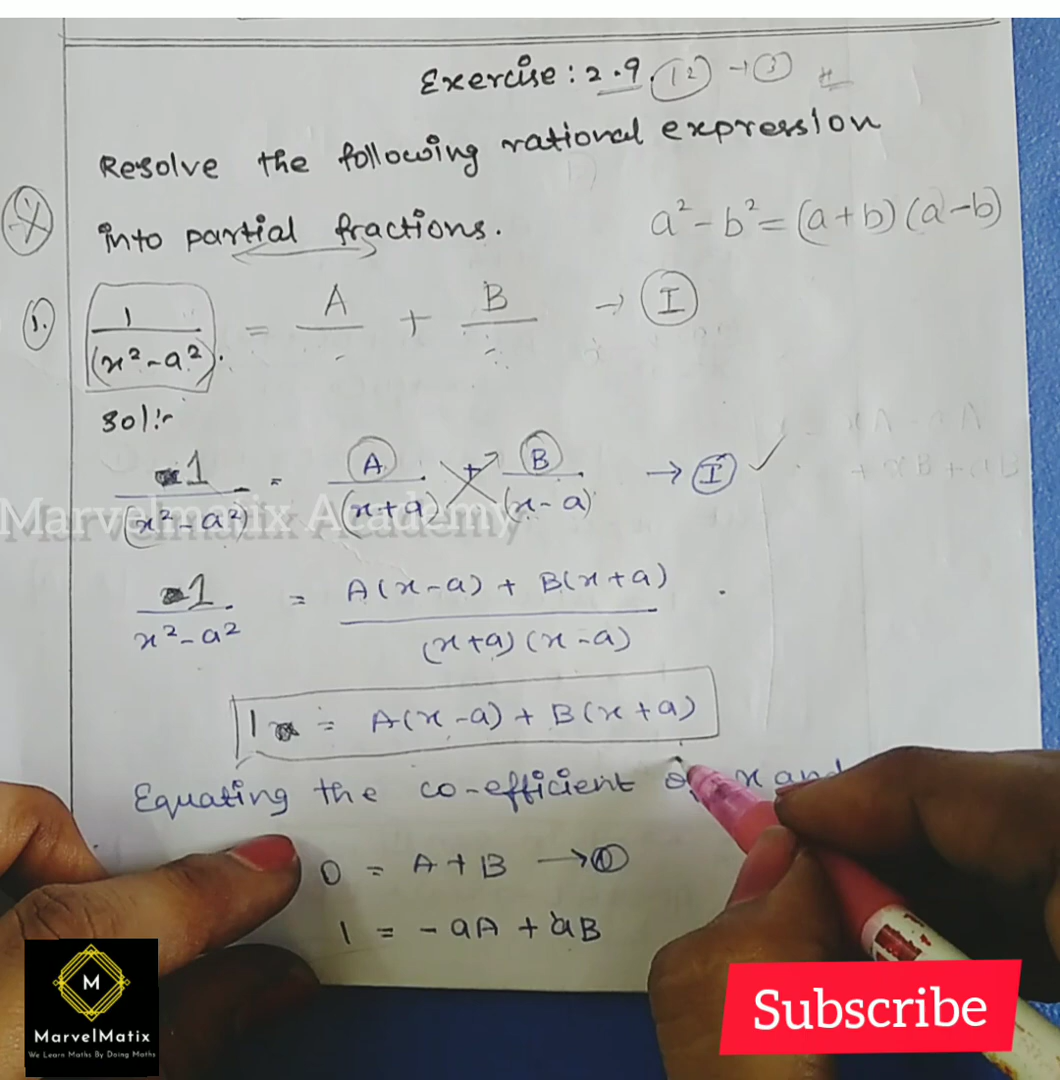 Exercise : 2.9. (12) → (3)
Resolve the following rational expression
into partial fractions.
a² - b² = (a+b)(a-b)
1. 1/(x²-a²). = A/ + B/ → I
Sol:-
1/(x²-a²) = A/(x+a) + B/(x-a) → I ✓
Marvelmatix Academy
1/(x²-a²) = A(x-a) + B(x+a)/(x+a)(x-a)
1 = A(x-a) + B(x+a)
Equating the co-efficient of x and
0 = A + B → 1
1 = -aA + aB
M
MarvelMatix
We Learn Maths By Doing Maths
Subscribe